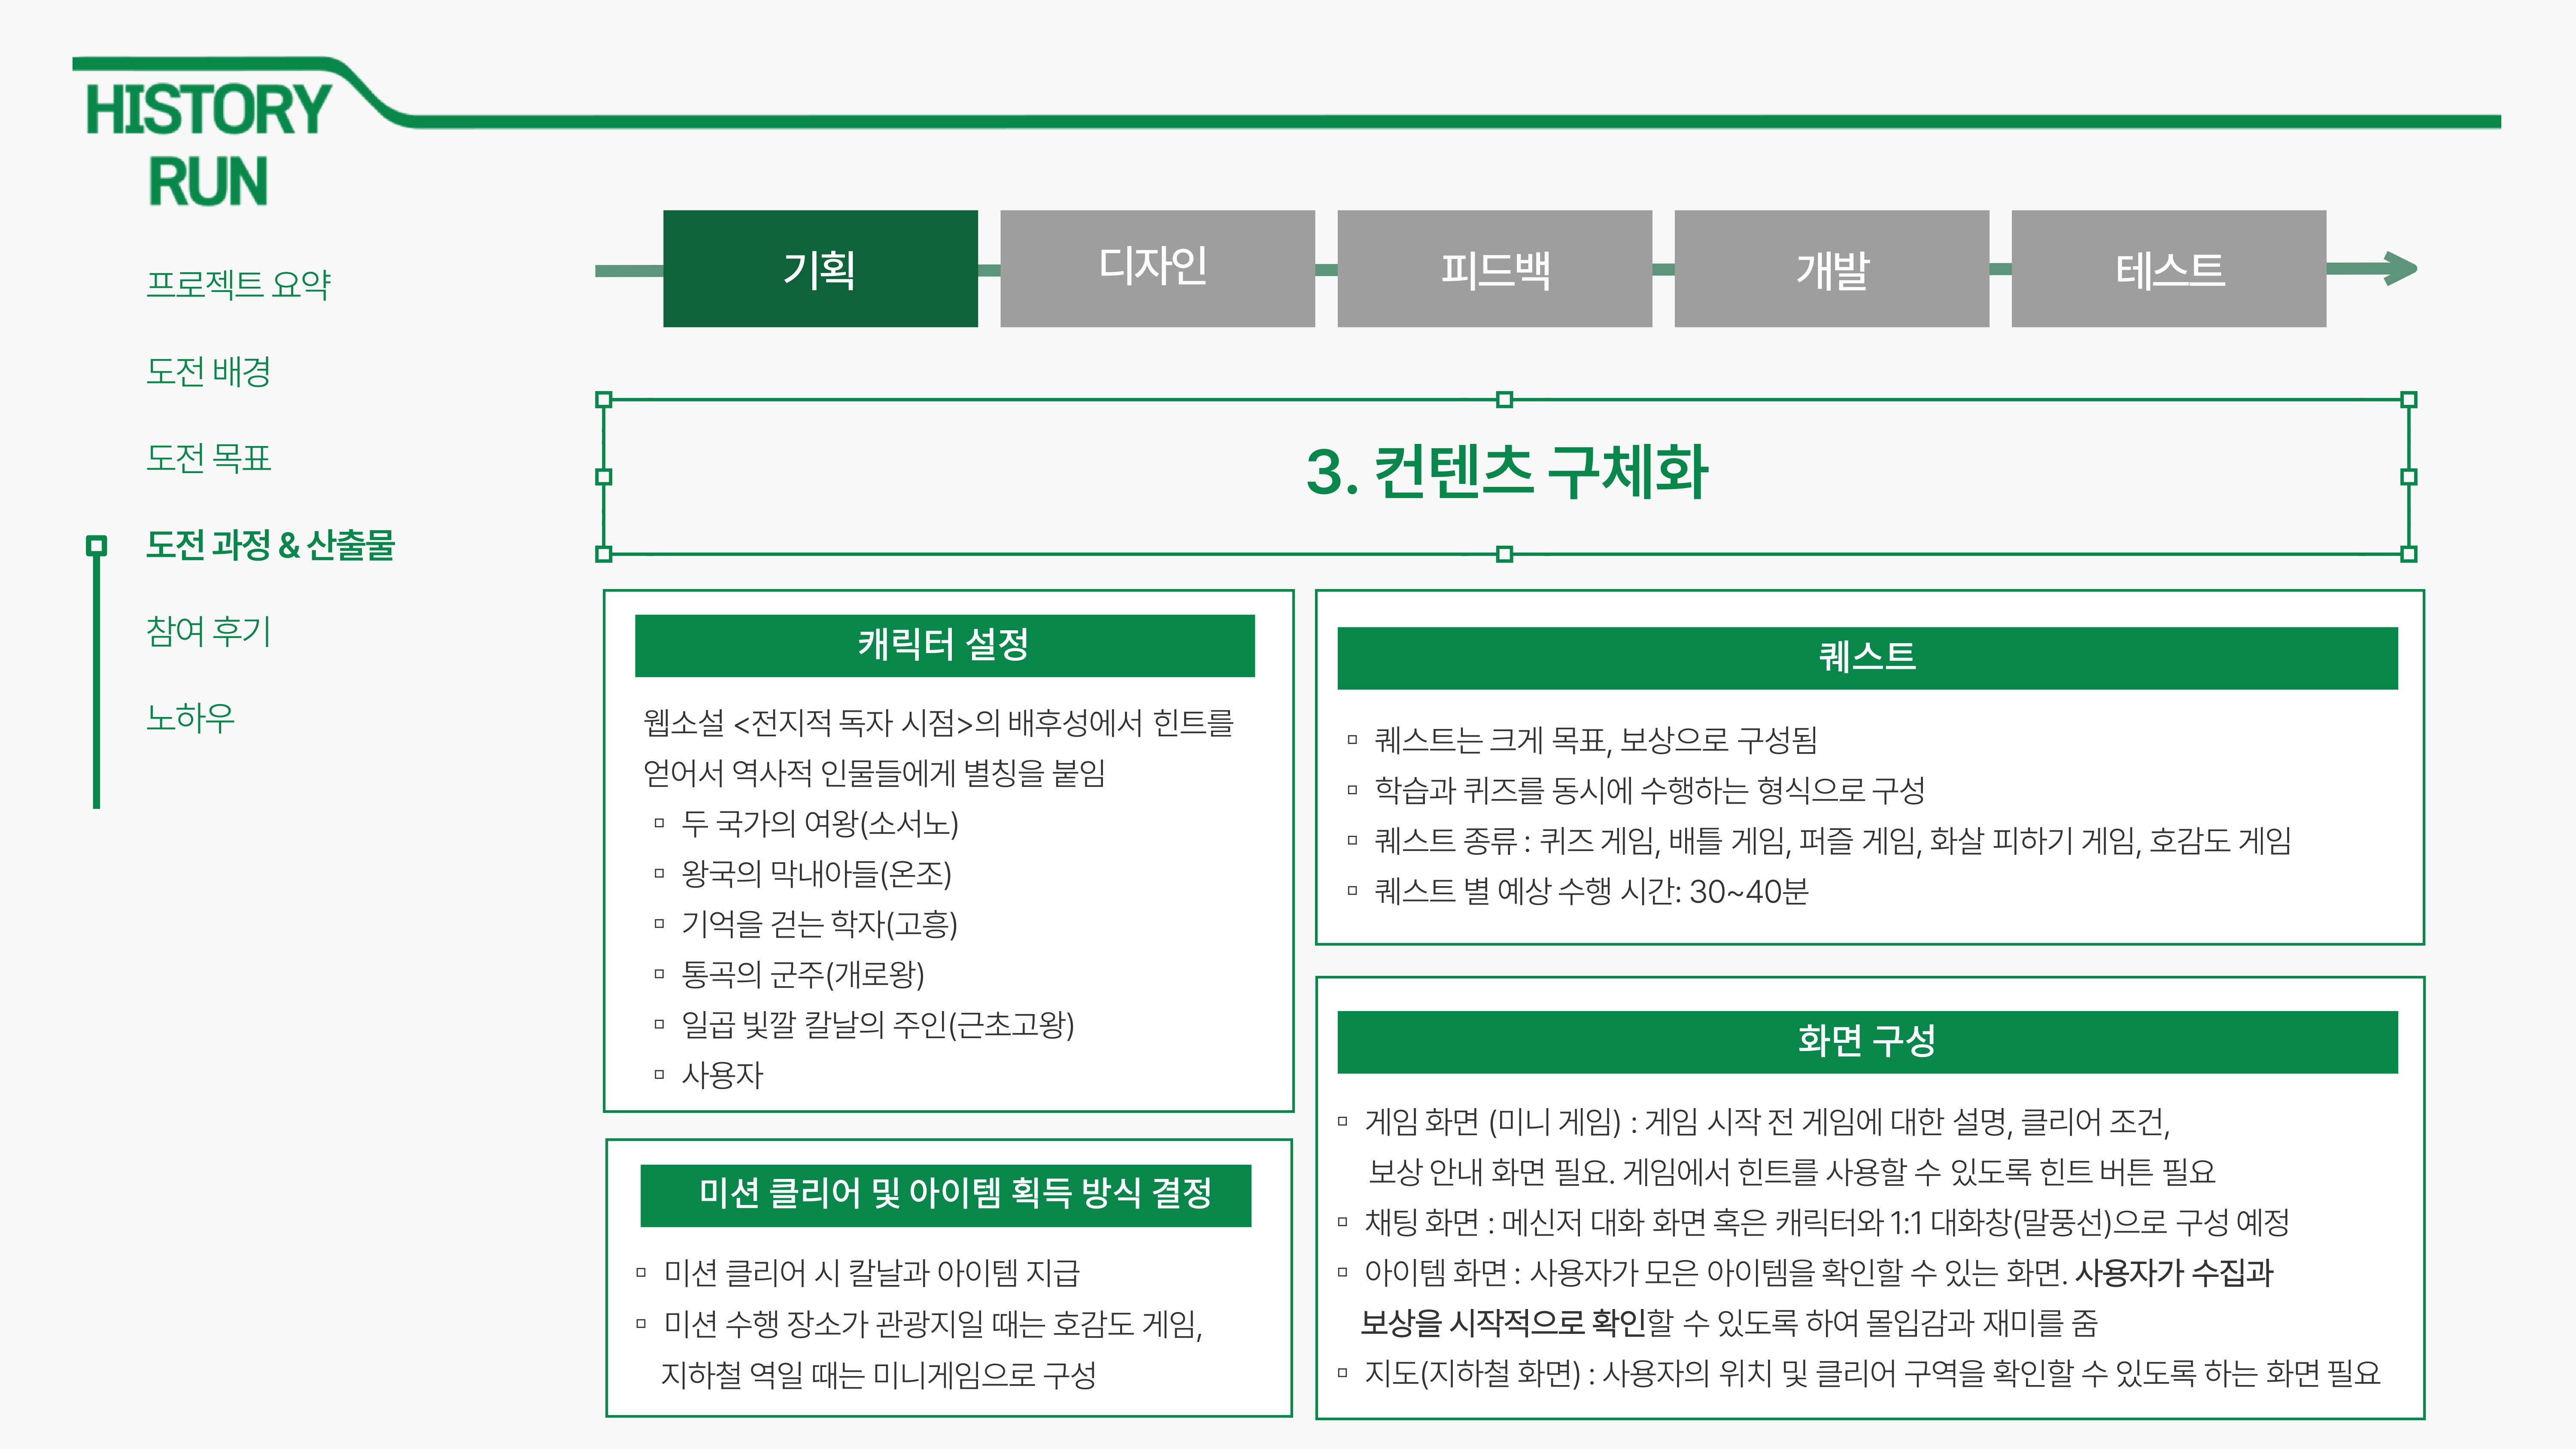 HISTORY
RUN
프로젝트 요약
도전 배경
도전 목표
도전 과정 & 산출물
참여 후기
노하우
기획
디자인
피드백
개발
테스트
3. 컨텐츠 구체화
캐릭터 설정
웹소설 <전지적 독자 시점>의 배후성에서 힌트를
얻어서 역사적 인물들에게 별칭을 붙임
▫ 두 국가의 여왕(소서노)
▫ 왕국의 막내아들(온조)
▫ 기억을 걷는 학자(고흥)
▫ 통곡의 군주(개로왕)
▫ 일곱 빛깔 칼날의 주인(근초고왕)
▫ 사용자
미션 클리어 및 아이템 획득 방식 결정
▫ 미션 클리어 시 칼날과 아이템 지급
▫ 미션 수행 장소가 관광지일 때는 호감도 게임,
지하철 역일 때는 미니게임으로 구성
퀘스트
▫ 퀘스트는 크게 목표, 보상으로 구성됨
▫ 학습과 퀴즈를 동시에 수행하는 형식으로 구성
▫ 퀘스트 종류 : 퀴즈 게임, 배틀 게임, 퍼즐 게임, 화살 피하기 게임, 호감도 게임
▫ 퀘스트 별 예상 수행 시간: 30~40분
화면 구성
▫ 게임 화면 (미니 게임) : 게임 시작 전 게임에 대한 설명, 클리어 조건,
보상 안내 화면 필요. 게임에서 힌트를 사용할 수 있도록 힌트 버튼 필요
▫ 채팅 화면 : 메신저 대화 화면 혹은 캐릭터와 1:1 대화창(말풍선)으로 구성 예정
▫ 아이템 화면 : 사용자가 모은 아이템을 확인할 수 있는 화면. 사용자가 수집과
보상을 시작적으로 확인할 수 있도록 하여 몰입감과 재미를 줌
▫ 지도(지하철 화면) : 사용자의 위치 및 클리어 구역을 확인할 수 있도록 하는 화면 필요